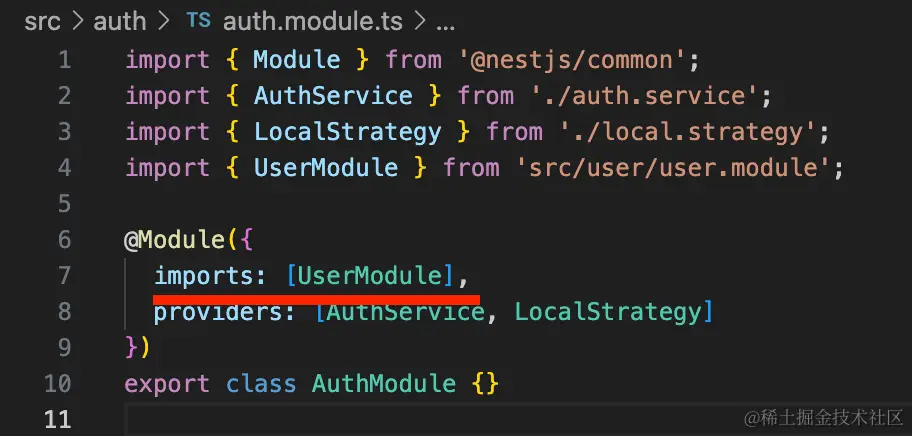 src > auth > TS auth.module.ts > ...
1 import { Module } from '@nestjs/common';
2 import { AuthService } from './auth.service';
3 import { LocalStrategy } from './local.strategy';
4 import { UserModule } from 'src/user/user.module';
5
6 @Module({
7 imports: [UserModule],
8 providers: [AuthService, LocalStrategy]
9 })
10 export class AuthModule {}
11
@稀土掘金技术社区